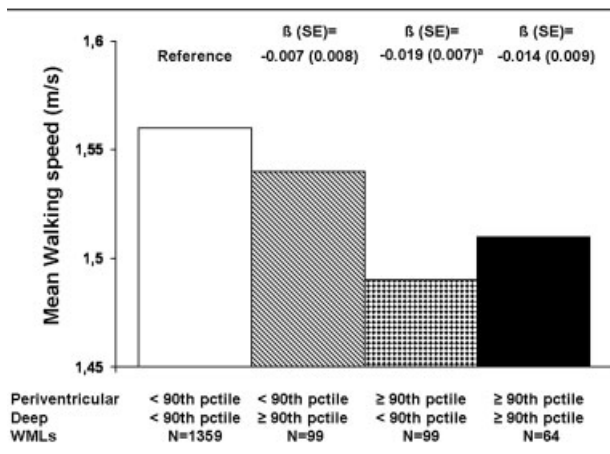 ß (SE)= ß (SE)= ß (SE)=
Reference -0.007 (0.008) -0.019 (0.007)ᵃ -0.014 (0.009)
Mean Walking speed (m/s)
1,6
1,55
1,5
1,45
Periventricular < 90th pctile < 90th pctile ≥ 90th pctile ≥ 90th pctile
Deep < 90th pctile ≥ 90th pctile < 90th pctile ≥ 90th pctile
WMLs N=1359 N=99 N=99 N=64